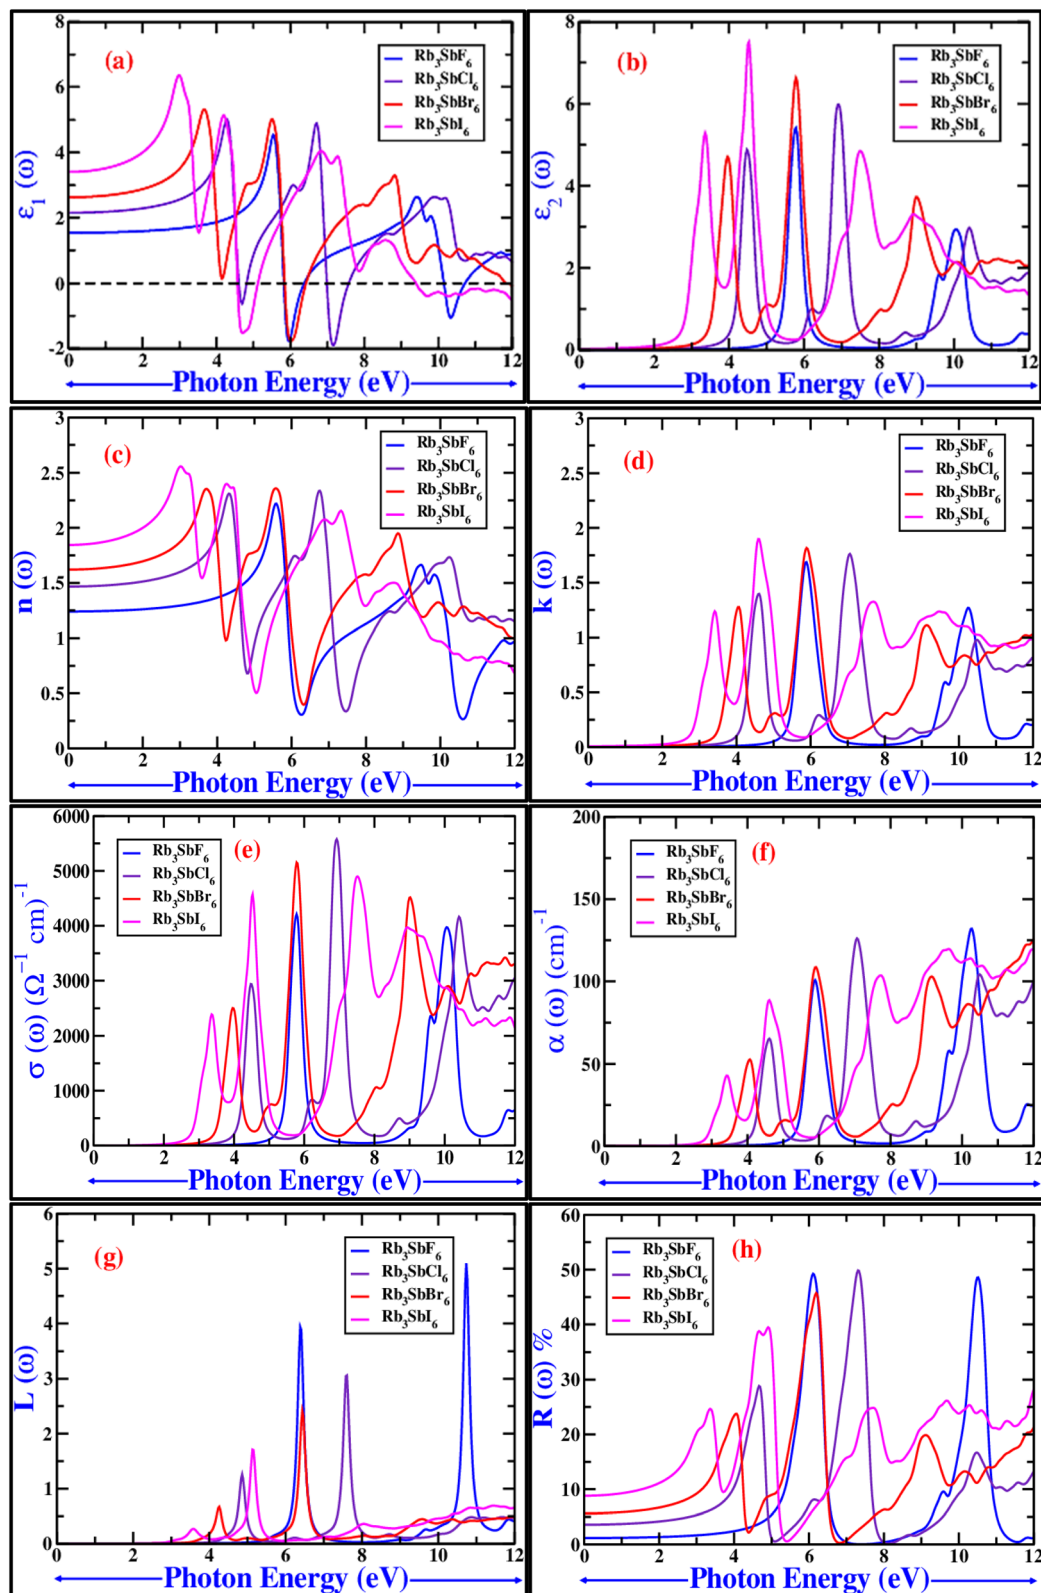 (a)
Rb3SbF6
Rb3SbCl6
Rb3SbBr6
Rb3SbI6
ε1 (ω)
8
6
4
2
0
-2
0 2 4 6 8 10 12
Photon Energy (eV)
(b)
Rb3SbF6
Rb3SbCl6
Rb3SbBr6
Rb3SbI6
ε2 (ω)
8
6
4
2
0
0 2 4 6 8 10 12
Photon Energy (eV)
(c)
Rb3SbF6
Rb3SbCl6
Rb3SbBr6
Rb3SbI6
n (ω)
3
2.5
2
1.5
1
0.5
0
0 2 4 6 8 10 12
Photon Energy (eV)
(d)
Rb3SbF6
Rb3SbCl6
Rb3SbBr6
Rb3SbI6
k (ω)
3
2.5
2
1.5
1
0.5
0
0 2 4 6 8 10 12
Photon Energy (eV)
(e)
Rb3SbF6
Rb3SbCl6
Rb3SbBr6
Rb3SbI6
σ (ω) (Ω⁻¹ cm)⁻¹
6000
5000
4000
3000
2000
1000
0
0 2 4 6 8 10 12
Photon Energy (eV)
(f)
Rb3SbF6
Rb3SbCl6
Rb3SbBr6
Rb3SbI6
α (ω) (cm)⁻¹
200
150
100
50
0
0 2 4 6 8 10 12
Photon Energy (eV)
(g)
Rb3SbF6
Rb3SbCl6
Rb3SbBr6
Rb3SbI6
L (ω)
6
5
4
3
2
1
0
0 2 4 6 8 10 12
Photon Energy (eV)
(h)
Rb3SbF6
Rb3SbCl6
Rb3SbBr6
Rb3SbI6
R (ω) %
60
50
40
30
20
10
0
0 2 4 6 8 10 12
Photon Energy (eV)